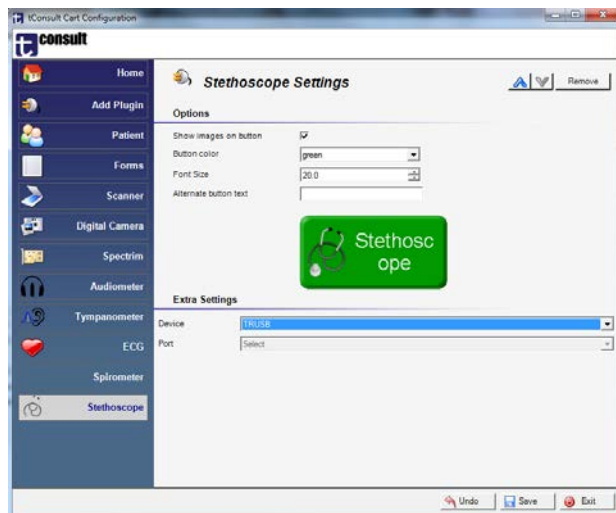 tConsult Cart Configuration
tconsult
Home
Add Plugin
Patient
Forms
Scanner
Digital Camera
Spectrim
Audiometer
Tympanometer
ECG
Spirometer
Stethoscope
Stethoscope Settings
Remove
Options
Show images on button
Button color
green
Font Size
20.0
Alternate button text
Stethosc
ope
Extra Settings
Device
TRUSB
Port
Select
Undo
Save
Exit